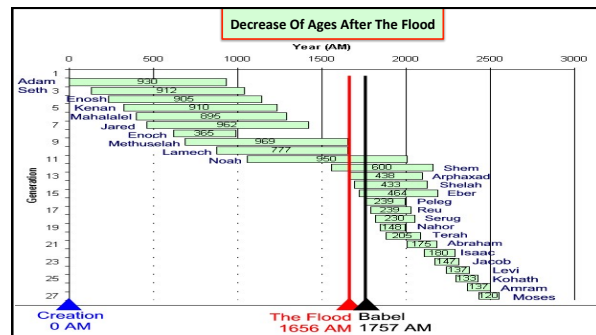 Decrease Of Ages After The Flood
Year (AM)
0 500 1000 1500 2000 2500 3000
Generation
1
Adam 930
3
Seth 912
Enosh 905
5
Kenan 910
Mahalalel 895
7
Jared 962
Enoch 365
9
Methuselah 969
Lamech 777
11
Noah 950
600 Shem
13
438 Arphaxad
433 Shelah
15
464 Eber
239 Peleg
17
239 Reu
230 Serug
19
148 Nahor
205 Terah
21
175 Abraham
180 Isaac
23
147 Jacob
137 Levi
25
133 Kohath
137 Amram
27
120 Moses
Creation
0 AM
The Flood
1656 AM
Babel
1757 AM